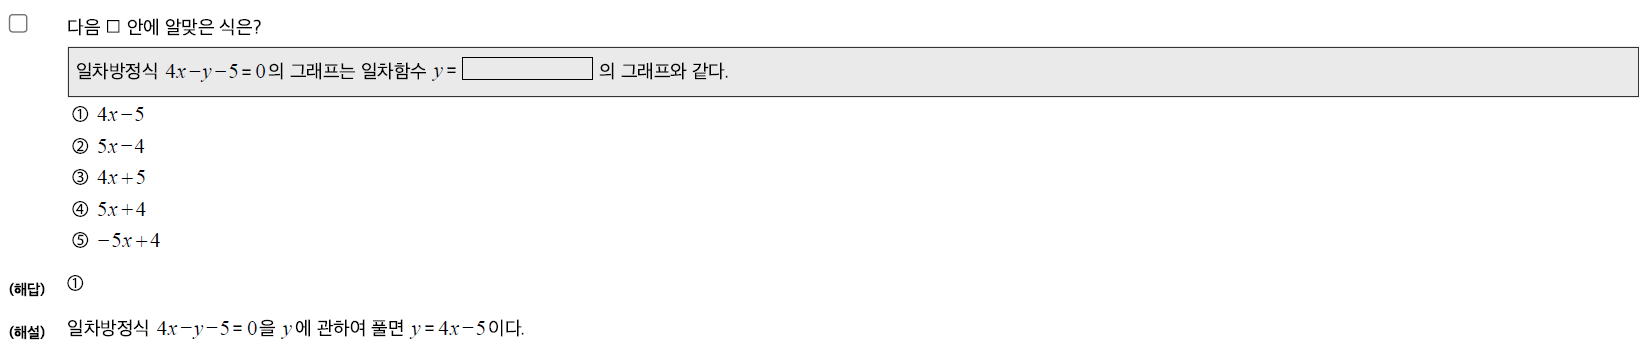 다음 □ 안에 알맞은 식은?
일차방정식 4x-y-5=0의 그래프는 일차함수 y= 의 그래프와 같다.
① 4x-5
② 5x-4
③ 4x+5
④ 5x+4
⑤ -5x+4
(해답) ①
(해설) 일차방정식 4x-y-5=0을 y에 관하여 풀면 y=4x-5이다.